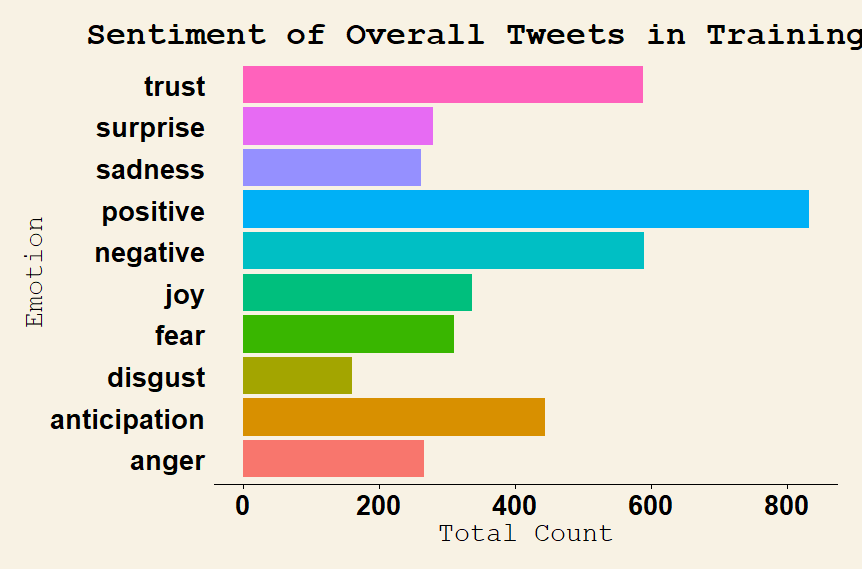 Sentiment of Overall Tweets in Training
trust
surprise
sadness
positive
negative
joy
fear
disgust
anticipation
anger
Emotion
0 200 400 600 800
Total Count